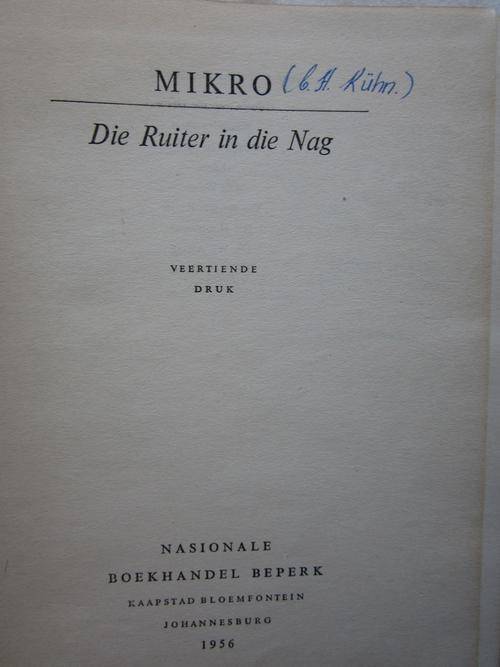 MIKRO (C. H. Kühn.)
Die Ruiter in die Nag
VEERTIENDE
DRUK
NASIONALE
BOEKHANDEL BEPERK
KAAPSTAD BLOEMFONTEIN
JOHANNESBURG
1956